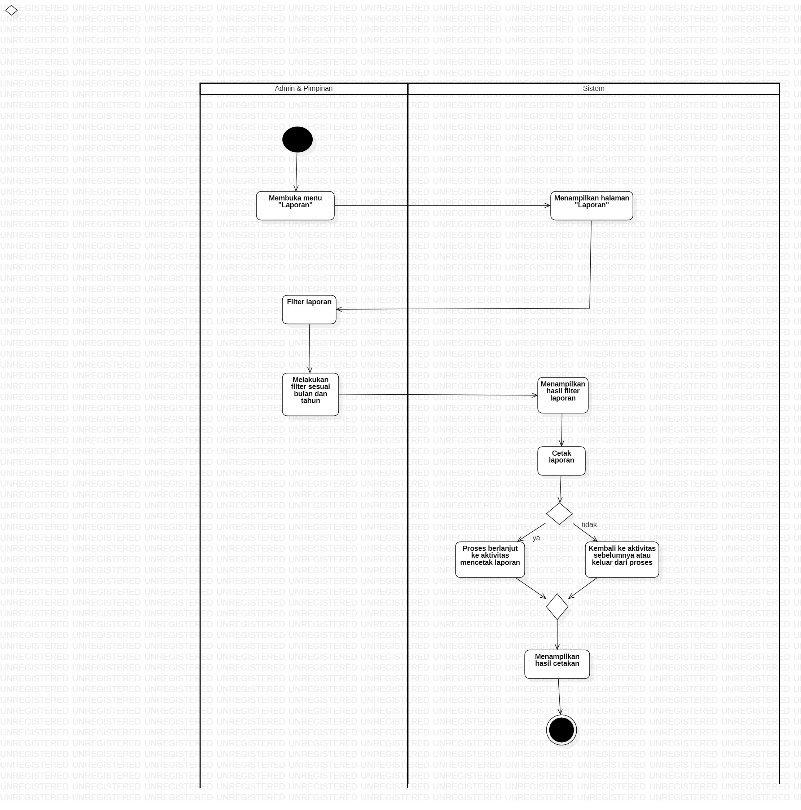 Admin & Pimpinan
Sistem
Membuka menu
"Laporan"
Menampilkan halaman
"Laporan"
Filter laporan
Melakukan
filter sesuai
bulan dan
tahun
Menampilkan
hasil filter
laporan
Cetak
laporan
tidak
ya
Proses berlanjut
ke aktivitas
mencetak laporan
Kembali ke aktivitas
sebelumnya atau
keluar dari proses
Menampilkan
hasil cetakan